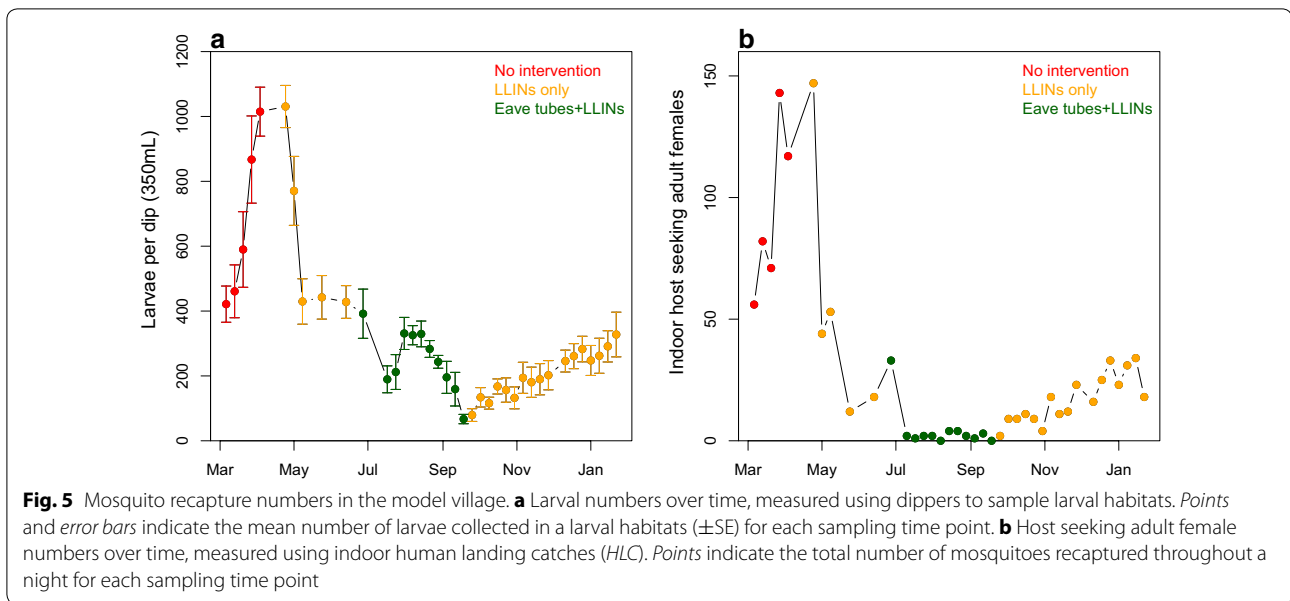 a
1200
1000
800
600
400
200
0
Larvae per dip (350mL)
No intervention
LLINs only
Eave tubes+LLINs
Mar May Jul Sep Nov Jan
b
150
100
50
0
Indoor host seeking adult females
No intervention
LLINs only
Eave tubes+LLINs
Mar May Jul Sep Nov Jan
Fig. 5 Mosquito recapture numbers in the model village. a Larval numbers over time, measured using dippers to sample larval habitats. Points
and error bars indicate the mean number of larvae collected in a larval habitats (±SE) for each sampling time point. b Host seeking adult female
numbers over time, measured using indoor human landing catches (HLC). Points indicate the total number of mosquitoes recaptured throughout a
night for each sampling time point